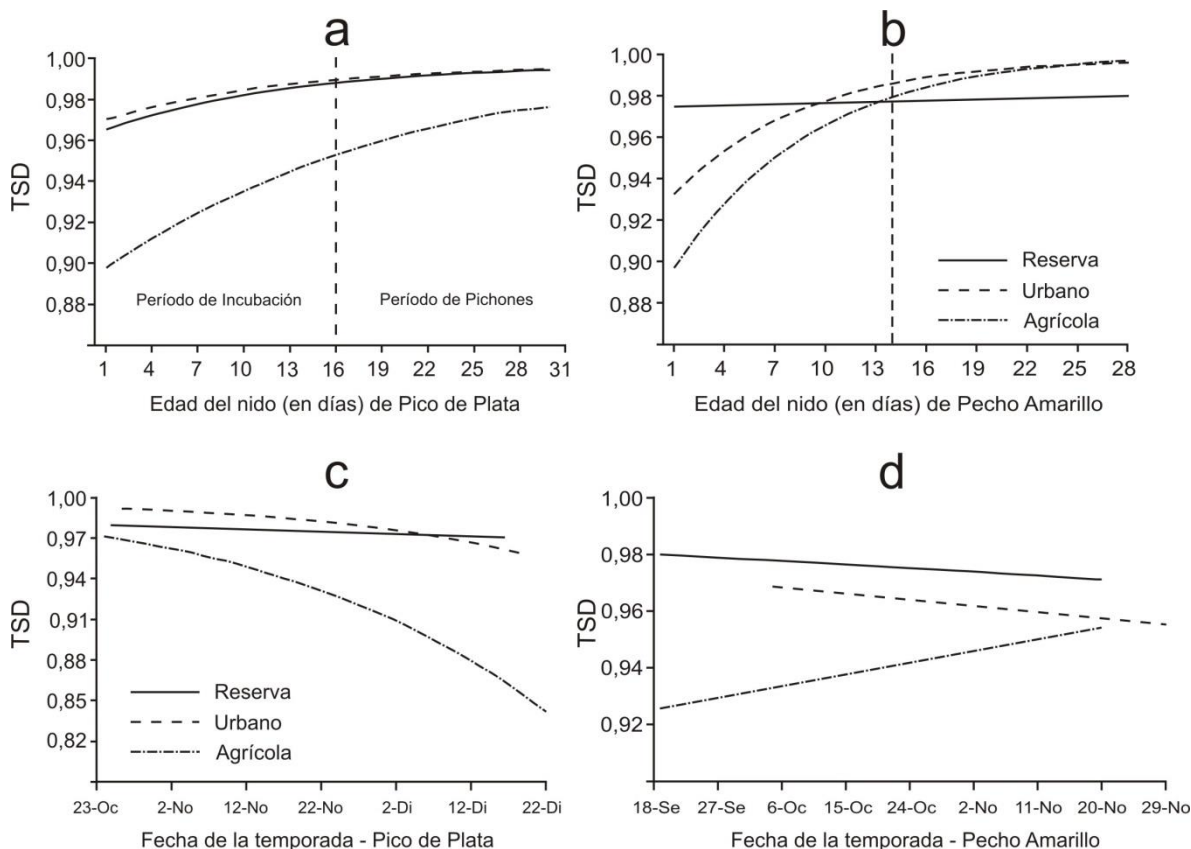 a
1,00
0,98
0,96
0,94
0,92
0,90
0,88
TSD
Período de Incubación
Período de Pichones
1 4 7 10 13 16 19 22 25 28 31
Edad del nido (en días) de Pico de Plata
b
1,00
0,98
0,96
0,94
0,92
0,90
0,88
TSD
Reserva
Urbano
Agrícola
1 4 7 10 13 16 19 22 25 28
Edad del nido (en días) de Pecho Amarillo
c
1,00
0,97
0,94
0,91
0,88
0,85
0,82
TSD
Reserva
Urbano
Agrícola
23-Oc 2-No 12-No 22-No 2-Di 12-Di 22-Di
Fecha de la temporada - Pico de Plata
d
1,00
0,98
0,96
0,94
0,92
TSD
18-Se 27-Se 6-Oc 15-Oc 24-Oc 2-No 11-No 20-No 29-No
Fecha de la temporada - Pecho Amarillo